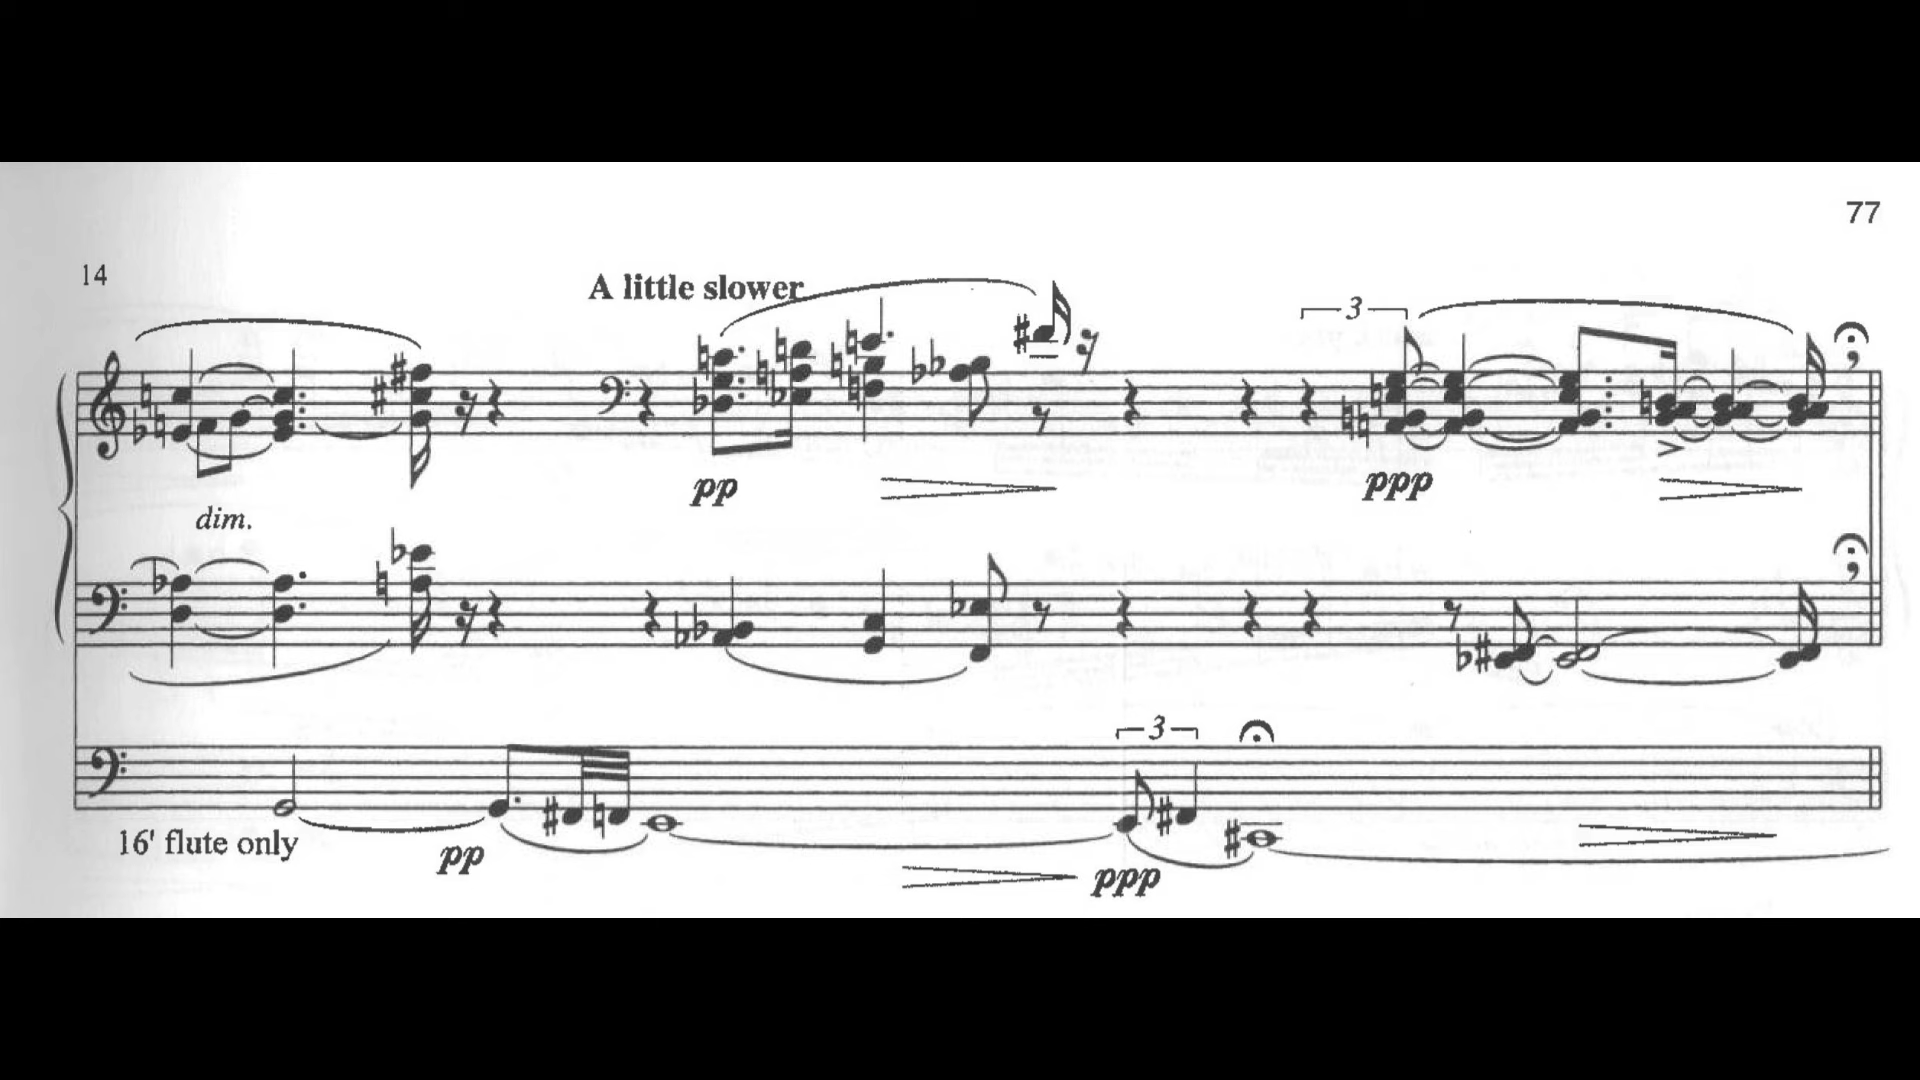 77
14
A little slower
3
pp
ppp
dim.
3
16' flute only
pp
ppp